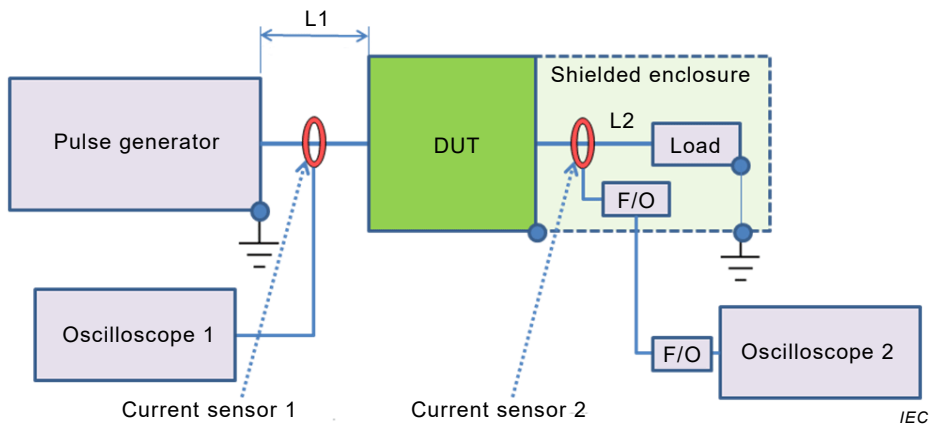 L1
Shielded enclosure
Pulse generator
DUT
L2
Load
F/O
Oscilloscope 1
F/O
Oscilloscope 2
Current sensor 1
Current sensor 2
IEC